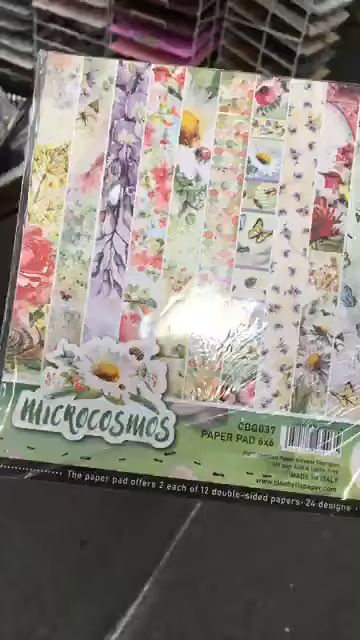 MICROCOSMOS
CBQ037
PAPER PAD 6x6
MADE IN ITALY
www.ciaobellapaper.com
The paper pad offers 2 each of 12 double-sided papers- 24 designs